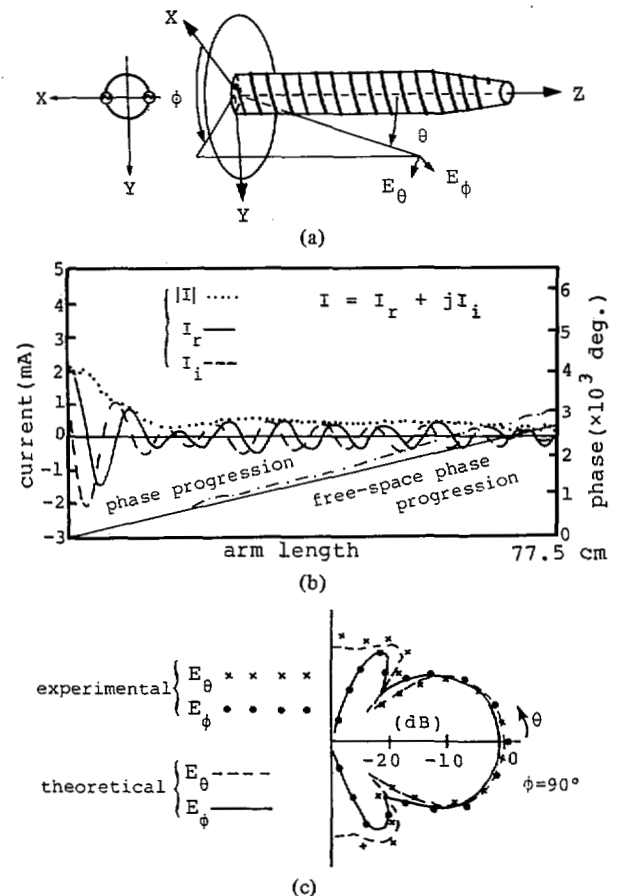 X
X
ϕ
Z
θ
Y
Y
E_θ
E_ϕ
(a)
5
4
3
2
1
0
-1
-2
-3
current(mA)
|I| ·····
I_r
I_i
I = I_r + jI_i
6
5
4
3
2
1
0
phase(×10^3 deg.)
phase progression
free-space phase
progression
arm length
77.5 cm
(b)
experimental
E_θ × × × ×
E_ϕ • • • •
theoretical
E_θ
E_ϕ
(dB)
-20 -10 0
θ
ϕ=90°
(c)